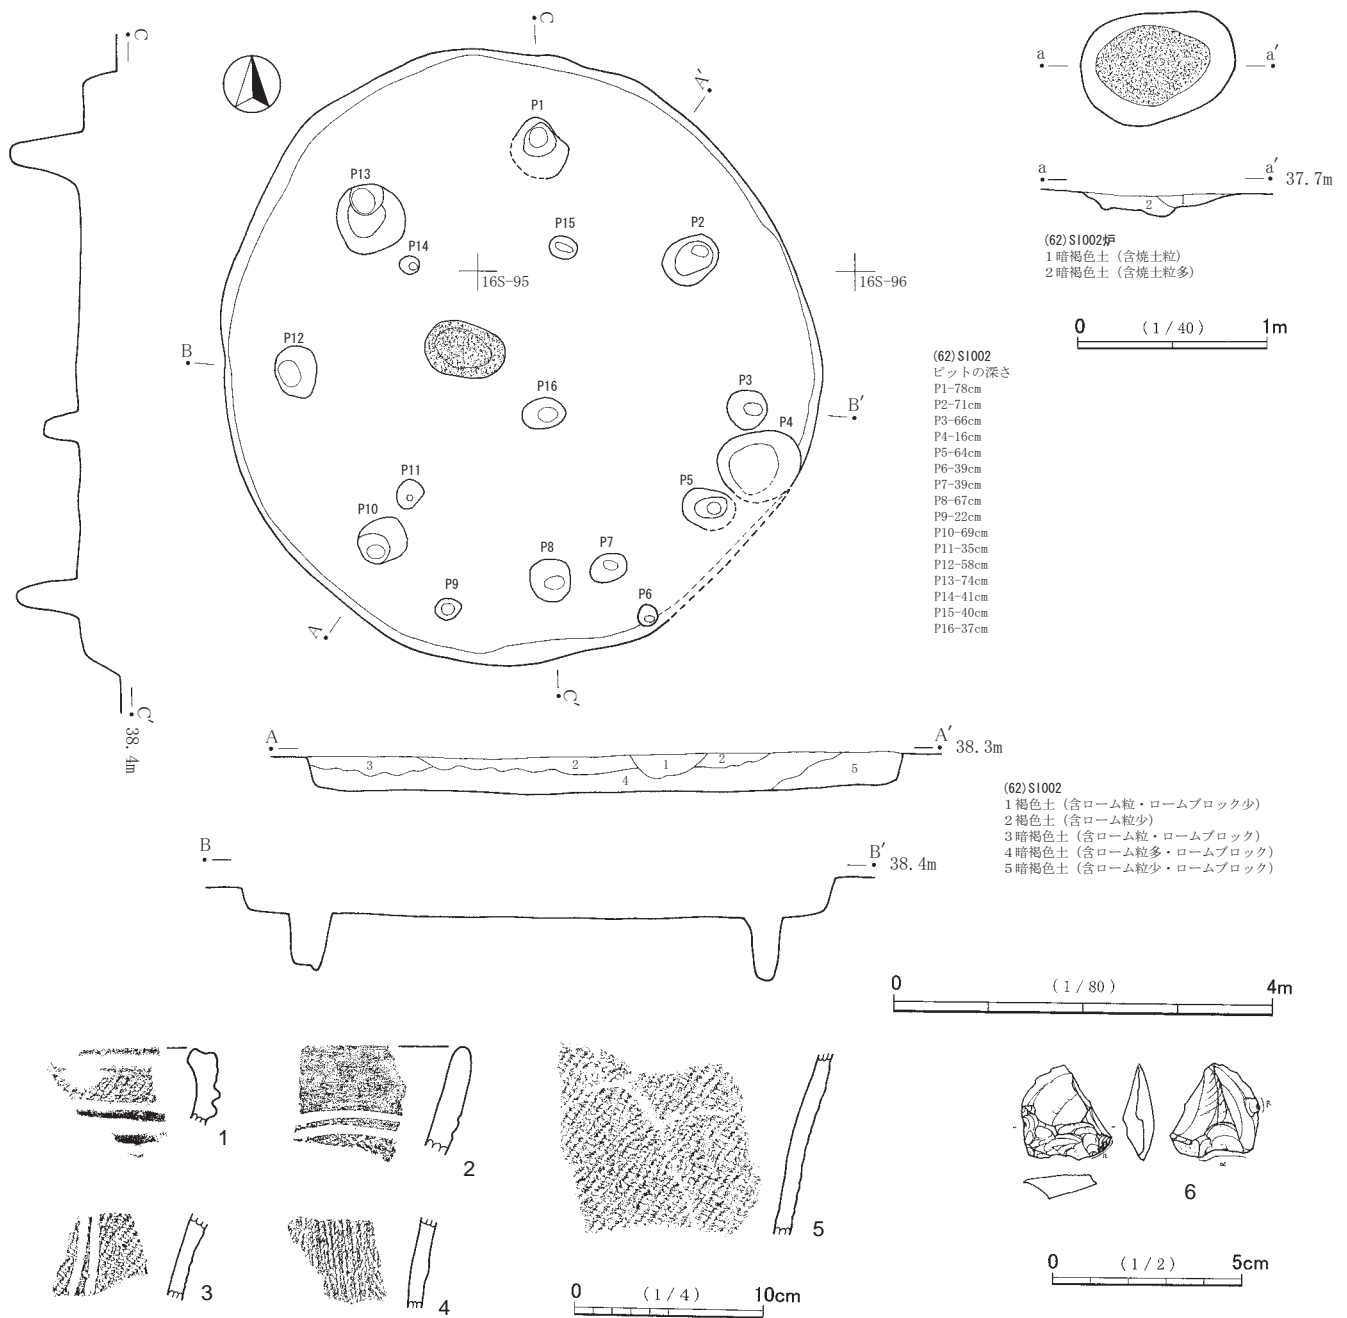 C
C
A'
P1
P13
P14
P15
P2
16S-95
16S-96
P12
B
P16
P3
B'
P4
P11
P10
P5
P8
P7
P9
P6
A
C'
C'
38.4m
a
a'
a
a'
37.7m
(62)SI002炉
1 暗褐色土（含焼土粒）
2 暗褐色土（含焼土粒多）
2
1
0
(1/40)
1m
(62)SI002
ピットの深さ
P1-78cm
P2-71cm
P3-66cm
P4-16cm
P5-64cm
P6-39cm
P7-39cm
P8-67cm
P9-22cm
P10-69cm
P11-35cm
P12-58cm
P13-74cm
P14-41cm
P15-40cm
P16-37cm
A
A'
38.3m
3
2
1
2
4
5
(62)SI002
1 褐色土（含ローム粒・ロームブロック少）
2 褐色土（含ローム粒少）
3 暗褐色土（含ローム粒・ロームブロック）
4 暗褐色土（含ローム粒多・ロームブロック）
5 暗褐色土（含ローム粒少・ロームブロック）
B
B'
38.4m
0
(1/80)
4m
1
2
3
4
5
6
R
R
R
0
(1/4)
10cm
0
(1/2)
5cm